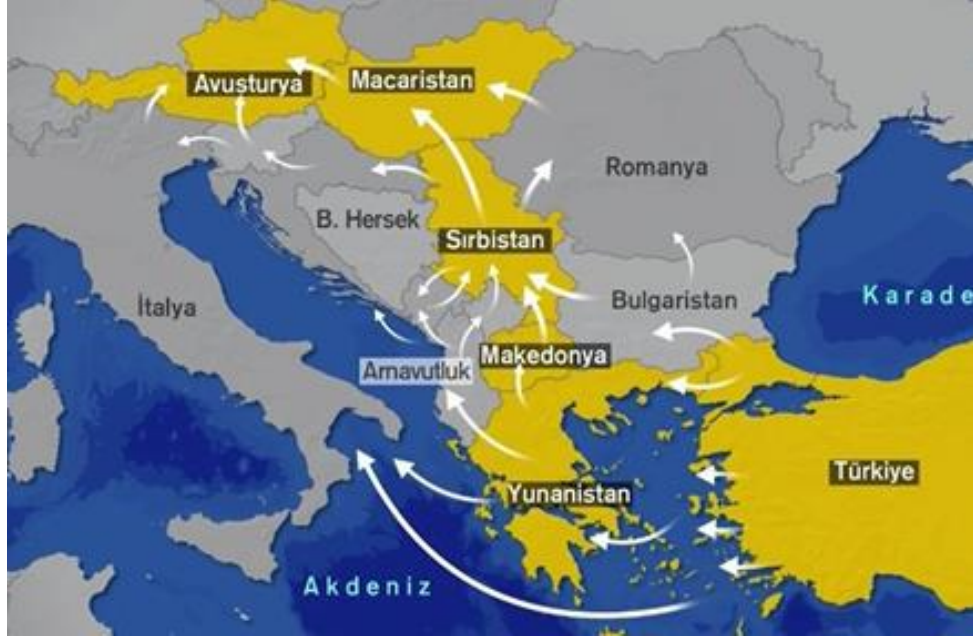 Avusturya
Macaristan
Romanya
B. Hersek
Sırbistan
İtalya
Bulgaristan
Karade
Makedonya
Arnavutluk
Türkiye
Yunanistan
Akdeniz